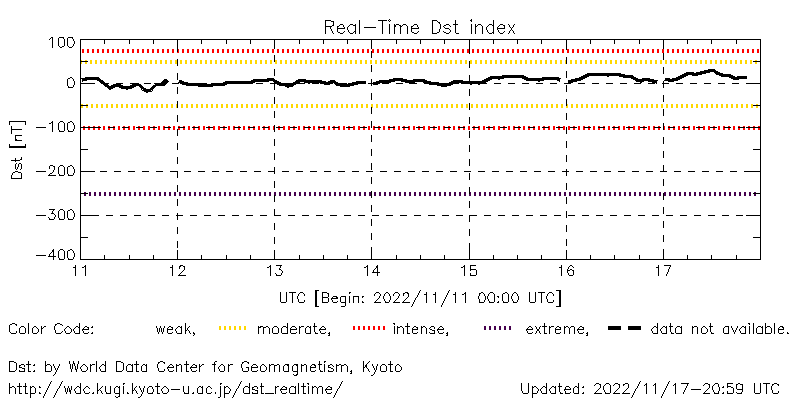 Real-Time Dst index
100
0
-100
-200
-300
-400
Dst [nT]
11 12 13 14 15 16 17
UTC [Begin: 2022/11/11 00:00 UTC]
Color Code: weak, moderate, intense, extreme, data not available.
Dst: by World Data Center for Geomagnetism, Kyoto
http://wdc.kugi.kyoto-u.ac.jp/dst_realtime/ Updated: 2022/11/17-20:59 UTC